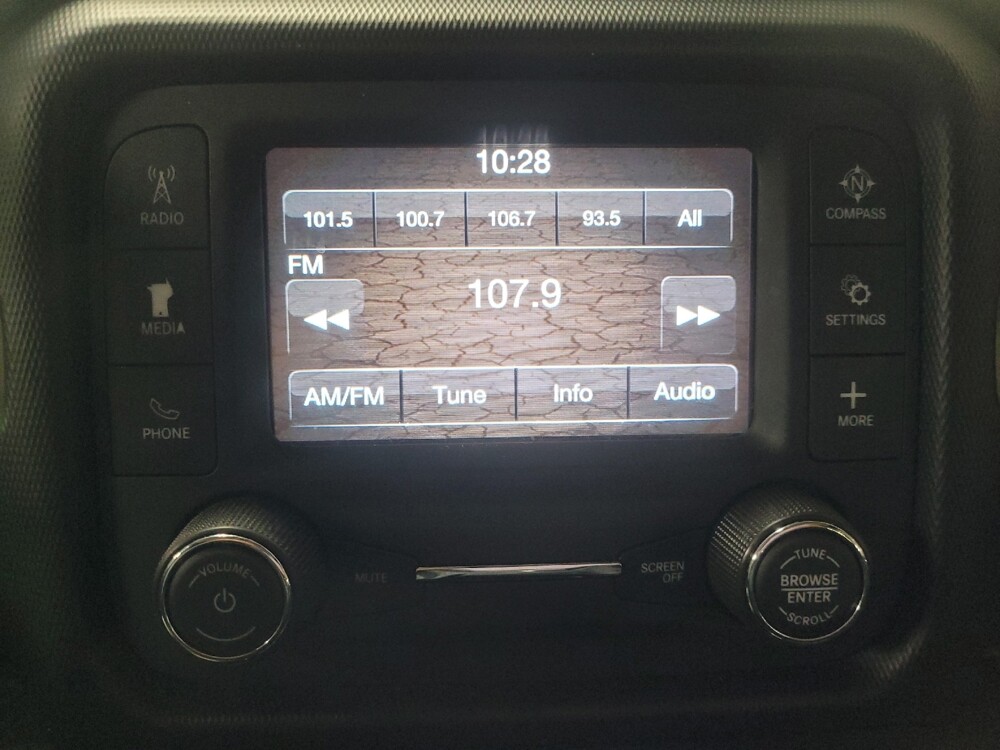 10:28
101.5 100.7 106.7 93.5 All
FM
107.9
AM/FM Tune Info Audio
RADIO
MEDIA
PHONE
N
COMPASS
SETTINGS
MORE
VOLUME
MUTE
SCREEN
OFF
TUNE
BROWSE
ENTER
SCROLL